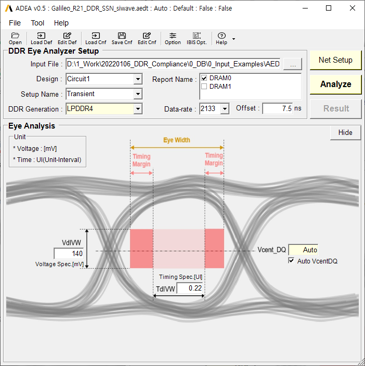 ADEA v0.51 - Galileo_R21_DDR_SSN_siwave.aedt : Auto : Default : False : False
File Tool Help
Open Load Def Edit Def Load Cnf Save Cnf Edit Cnf Option IBIS Opt. Help Exit
DDR Eye Analyzer Setup
Input File : D:\1_Work\20220106_DDR_Compliance\0_DB\0_Input_Examples\AED ...
Net Setup
Design : Circuit1 Report Name : DRAM0
DRAM1
Setup Name : Transient
Analyze
DDR Generation : LPDDR4 Data-rate : 2133 Offset : 7.5 ns
Result
Eye Analysis
Hide
Unit
* Voltage : [mV]
* Time : UI(Unit-Interval)
Eye Width
Timing Margin
Timing Margin
VdIVW
140
Voltage Spec.[mV]
Vcent_DQ Auto
Auto VcentDQ
Timing Spec.[UI]
TdIVW 0.22